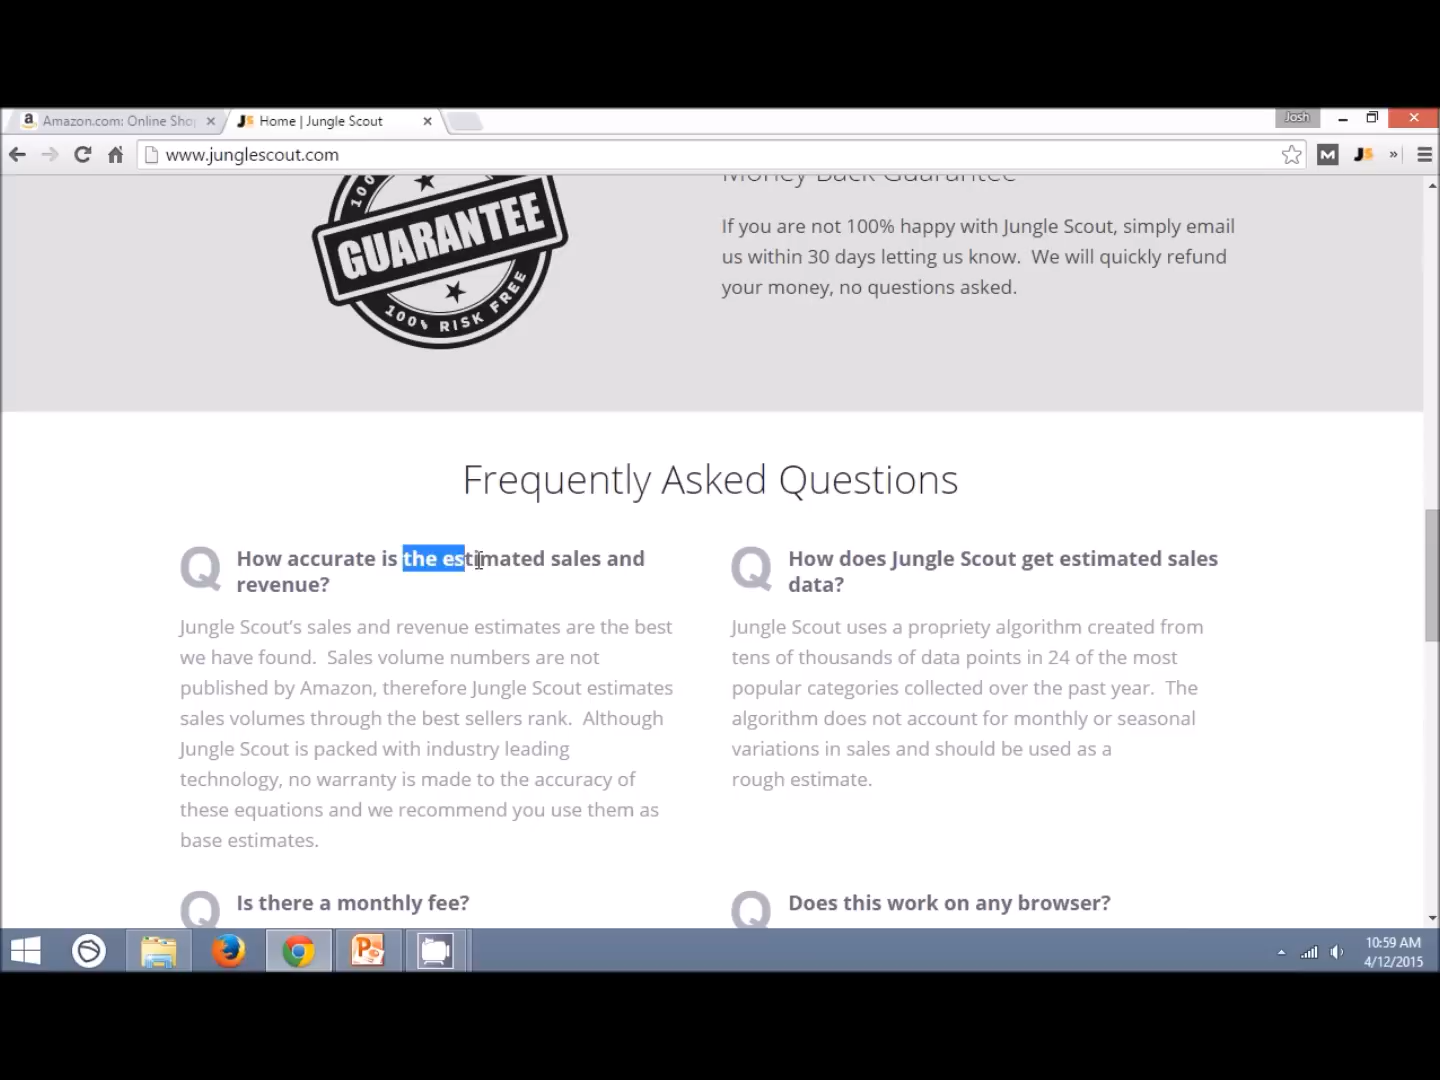 Amazon.com: Online Sho
Home | Jungle Scout
Josh
www.junglescout.com
Money Back Guarantee
100
GUARANTEE
100% RISK FREE
If you are not 100% happy with Jungle Scout, simply email
us within 30 days letting us know.  We will quickly refund
your money, no questions asked.
Frequently Asked Questions
Q
How accurate is the estimated sales and
revenue?
Jungle Scout’s sales and revenue estimates are the best
we have found.  Sales volume numbers are not
published by Amazon, therefore Jungle Scout estimates
sales volumes through the best sellers rank.  Although
Jungle Scout is packed with industry leading
technology, no warranty is made to the accuracy of
these equations and we recommend you use them as
base estimates.
Q
How does Jungle Scout get estimated sales
data?
Jungle Scout uses a propriety algorithm created from
tens of thousands of data points in 24 of the most
popular categories collected over the past year.  The
algorithm does not account for monthly or seasonal
variations in sales and should be used as a
rough estimate.
Q
Is there a monthly fee?
Q
Does this work on any browser?
10:59 AM
4/12/2015